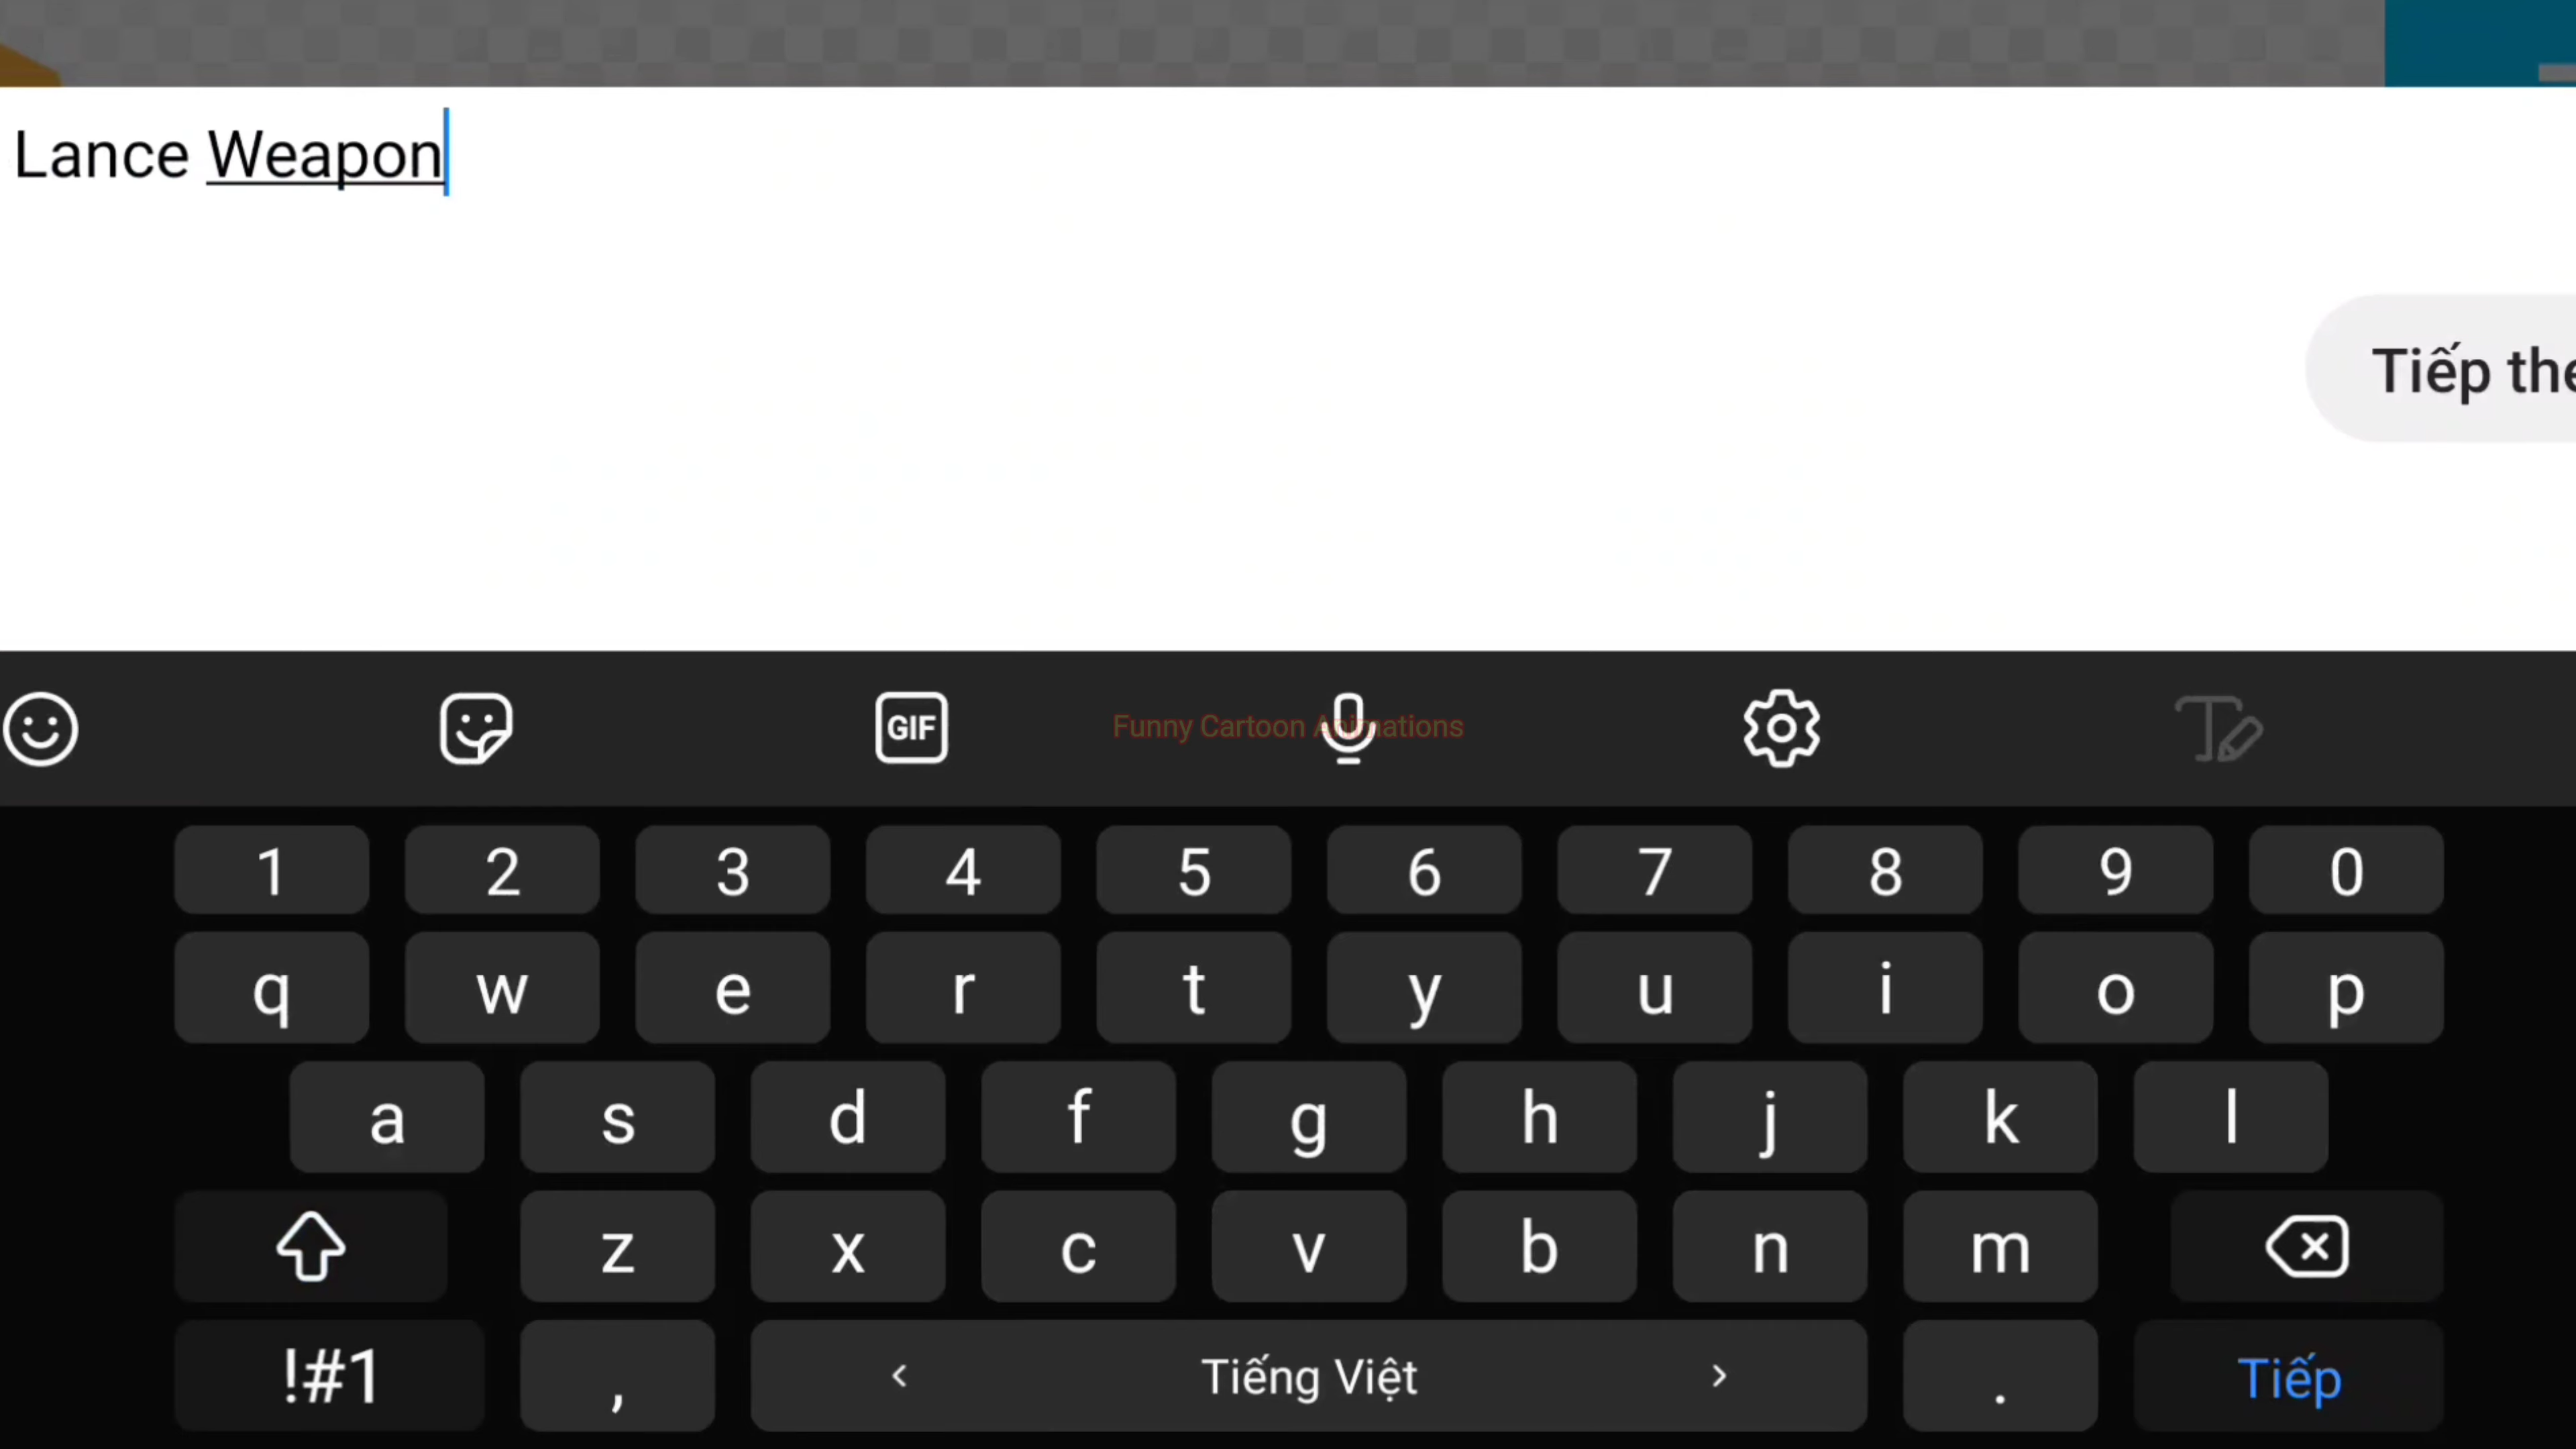 Lance Weapon
Tiếp the
GIF
Funny Cartoon Animations
1 2 3 4 5 6 7 8 9 0
q w e r t y u i o p
a s d f g h j k l
z x c v b n m
!#1 , < Tiếng Việt > . Tiếp